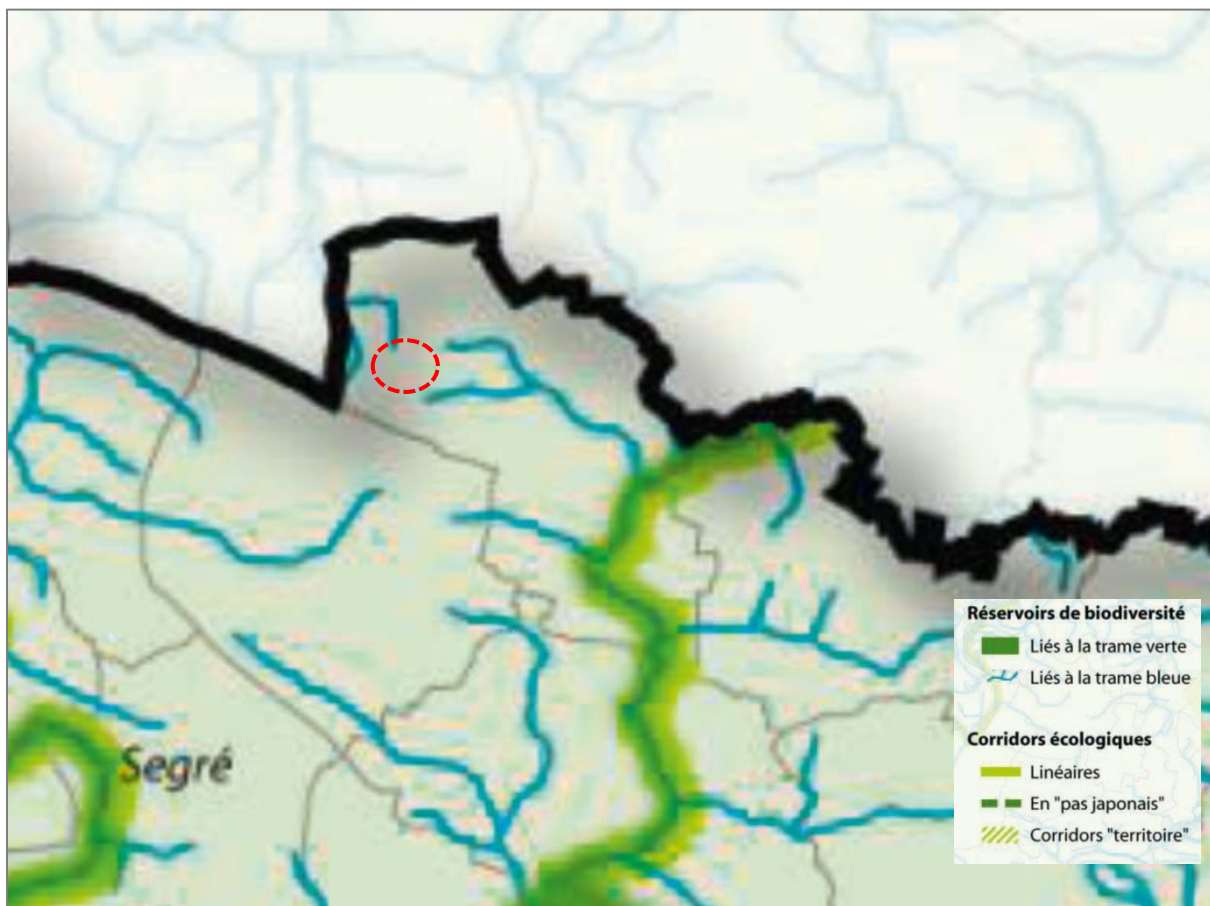 Segré
Réservoirs de biodiversité
Liés à la trame verte
Liés à la trame bleue
Corridors écologiques
Linéaires
En "pas japonais"
Corridors "territoire"